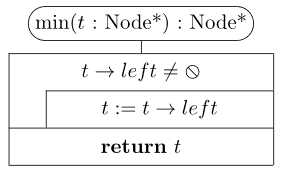 min(t : Node*) : Node*
t → left ≠ ⦸
t := t → left
return t